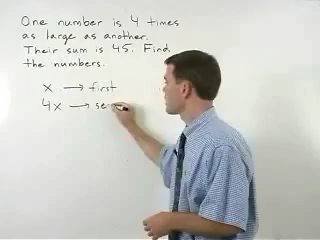 One number is 4 times
as large as another.
Their sum is 45. Find
the numbers.
x → first
4x → se